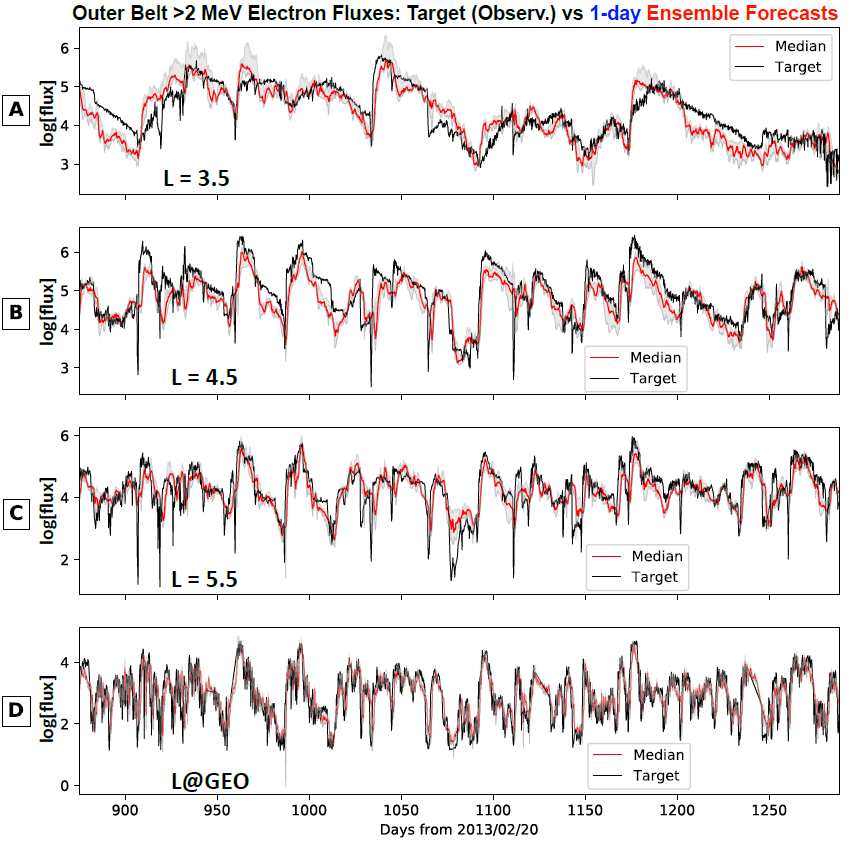 Outer Belt >2 MeV Electron Fluxes: Target (Observ.) vs 1-day Ensemble Forecasts
A
log[flux]
6
5
4
3
Median
Target
L = 3.5
B
log[flux]
6
5
4
3
Median
Target
L = 4.5
C
log[flux]
6
4
2
Median
Target
L = 5.5
D
log[flux]
4
2
0
Median
Target
L@GEO
900 950 1000 1050 1100 1150 1200 1250
Days from 2013/02/20